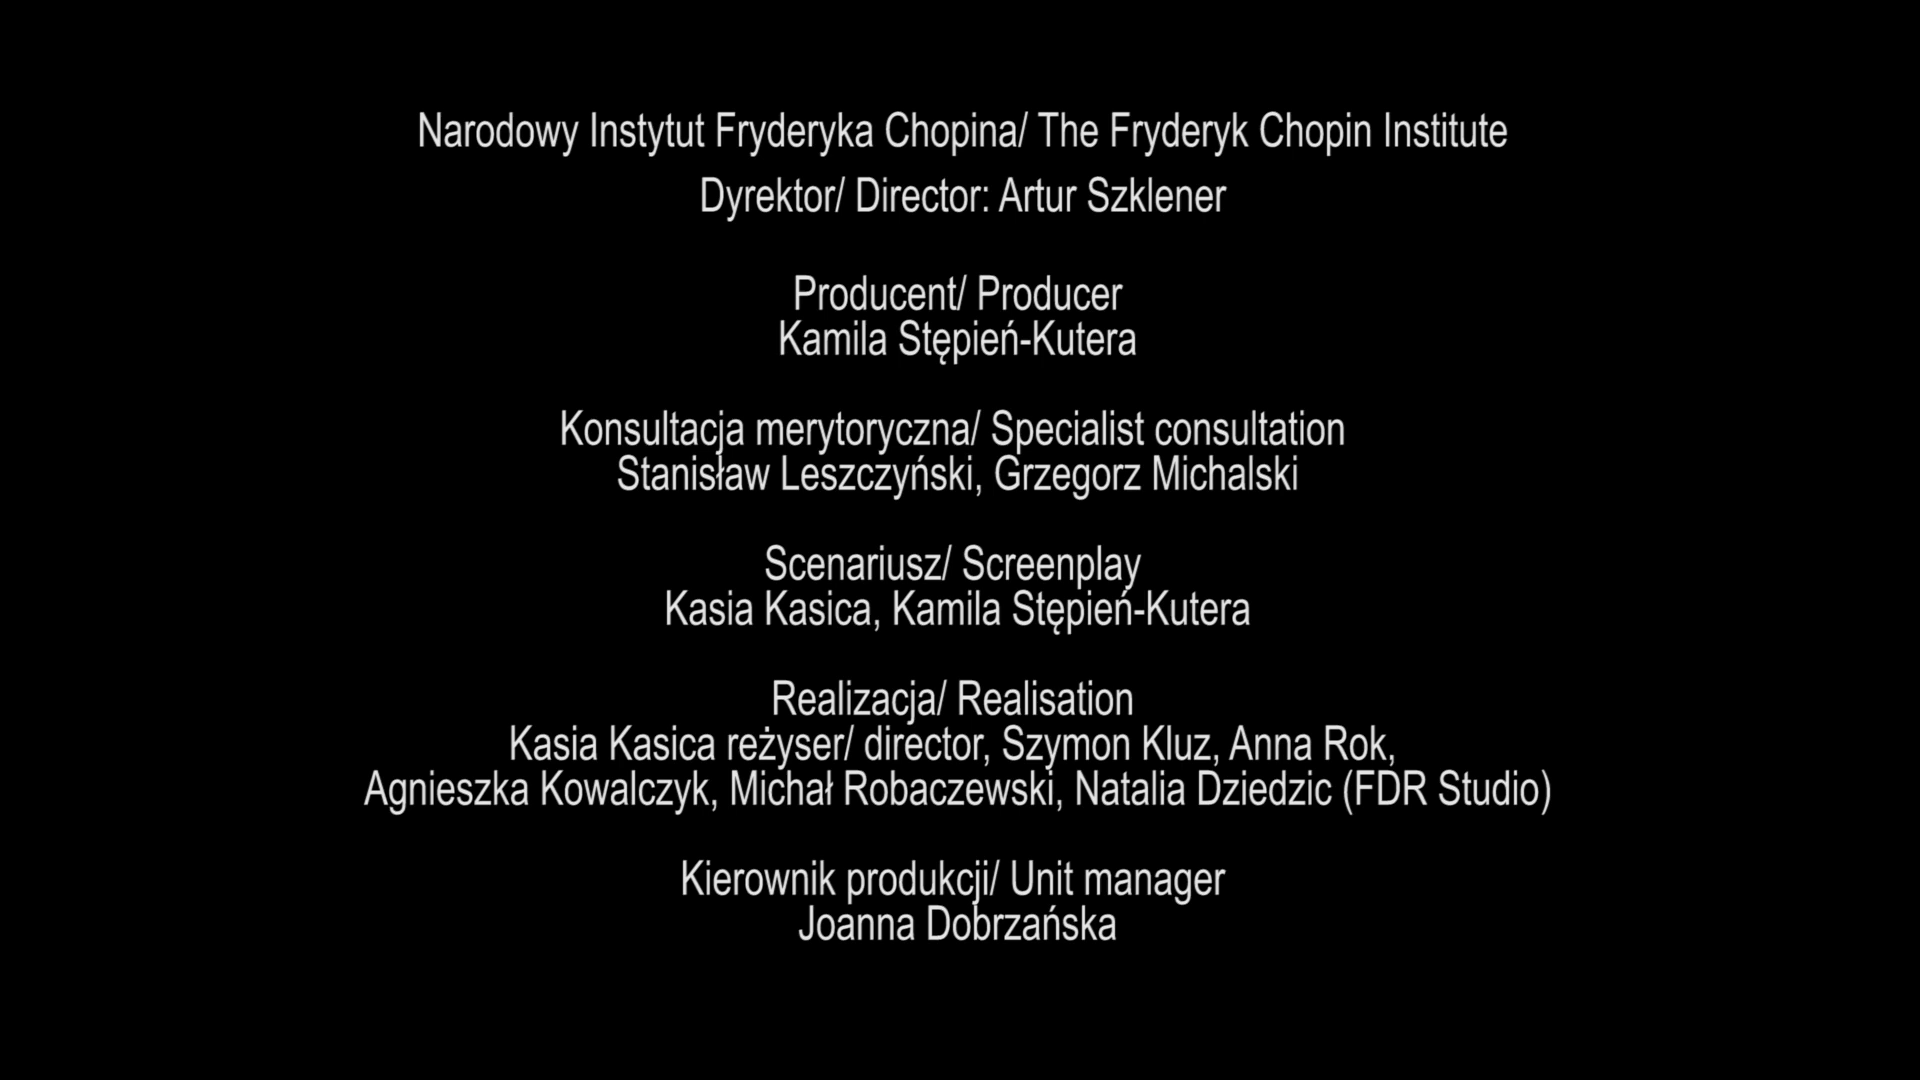 Narodowy Instytut Fryderyka Chopina/ The Fryderyk Chopin Institute
Dyrektor/ Director: Artur Szklener
Producent/ Producer
Kamila Stępień-Kutera
Konsultacja merytoryczna/ Specialist consultation
Stanisław Leszczyński, Grzegorz Michalski
Scenariusz/ Screenplay
Kasia Kasica, Kamila Stępień-Kutera
Realizacja/ Realisation
Kasia Kasica reżyser/ director, Szymon Kluz, Anna Rok,
Agnieszka Kowalczyk, Michał Robaczewski, Natalia Dziedzic (FDR Studio)
Kierownik produkcji/ Unit manager
Joanna Dobrzańska